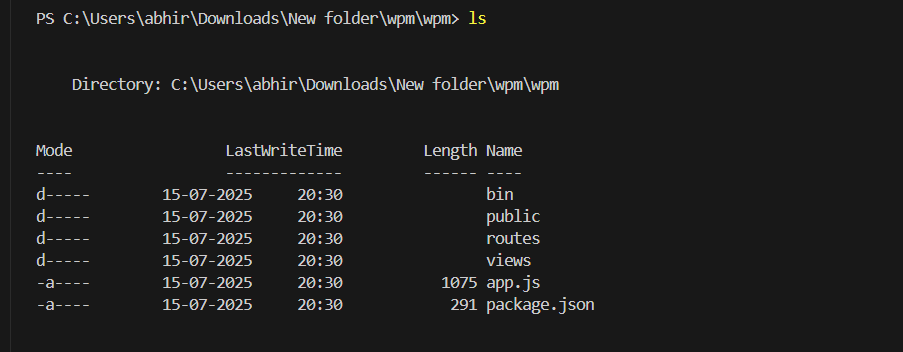 PS C:\Users\abhir\Downloads\New folder\wpm\wpm> ls
Directory: C:\Users\abhir\Downloads\New folder\wpm\wpm
Mode LastWriteTime Length Name
---- ------------- ------ ----
d----- 15-07-2025 20:30 bin
d----- 15-07-2025 20:30 public
d----- 15-07-2025 20:30 routes
d----- 15-07-2025 20:30 views
-a---- 15-07-2025 20:30 1075 app.js
-a---- 15-07-2025 20:30 291 package.json